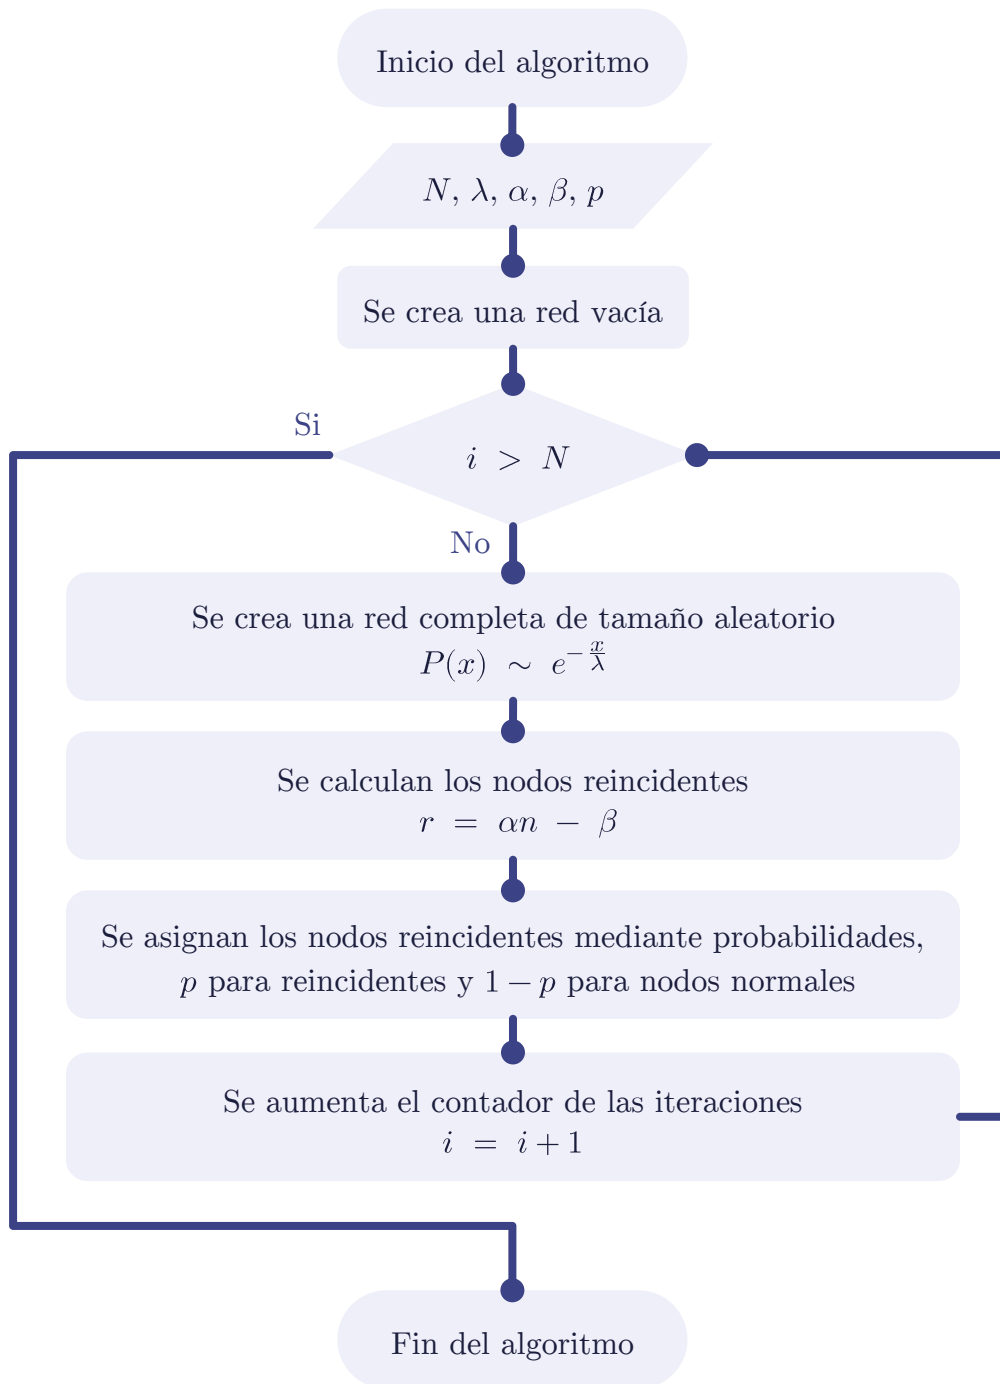 Inicio del algoritmo
N, λ, α, β, p
Se crea una red vacía
Si
i > N
No
Se crea una red completa de tamaño aleatorio
P(x) ∼ e^{−x/λ}
Se calculan los nodos reincidentes
r = αn − β
Se asignan los nodos reincidentes mediante probabilidades,
p para reincidentes y 1 − p para nodos normales
Se aumenta el contador de las iteraciones
i = i + 1
Fin del algoritmo